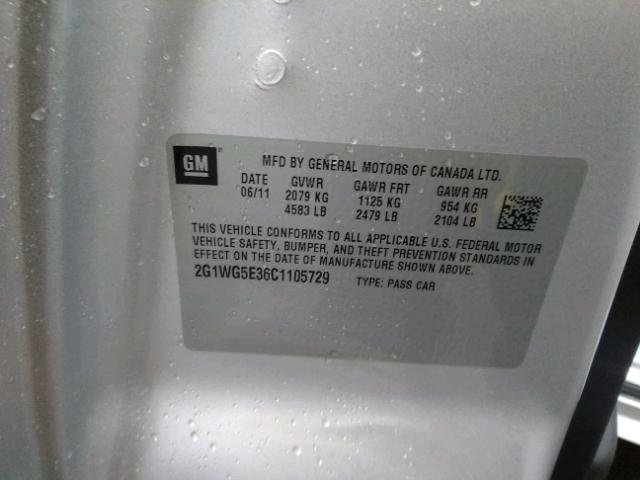 GM MFD BY GENERAL MOTORS OF CANADA LTD.
DATE GVWR GAWR FRT GAWR RR
06/11 2079 KG 1125 KG 954 KG
4583 LB 2479 LB 2104 LB
THIS VEHICLE CONFORMS TO ALL APPLICABLE U.S. FEDERAL MOTOR
VEHICLE SAFETY, BUMPER, AND THEFT PREVENTION STANDARDS IN
EFFECT ON THE DATE OF MANUFACTURE SHOWN ABOVE.
2G1WG5E36C1105729 TYPE: PASS CAR